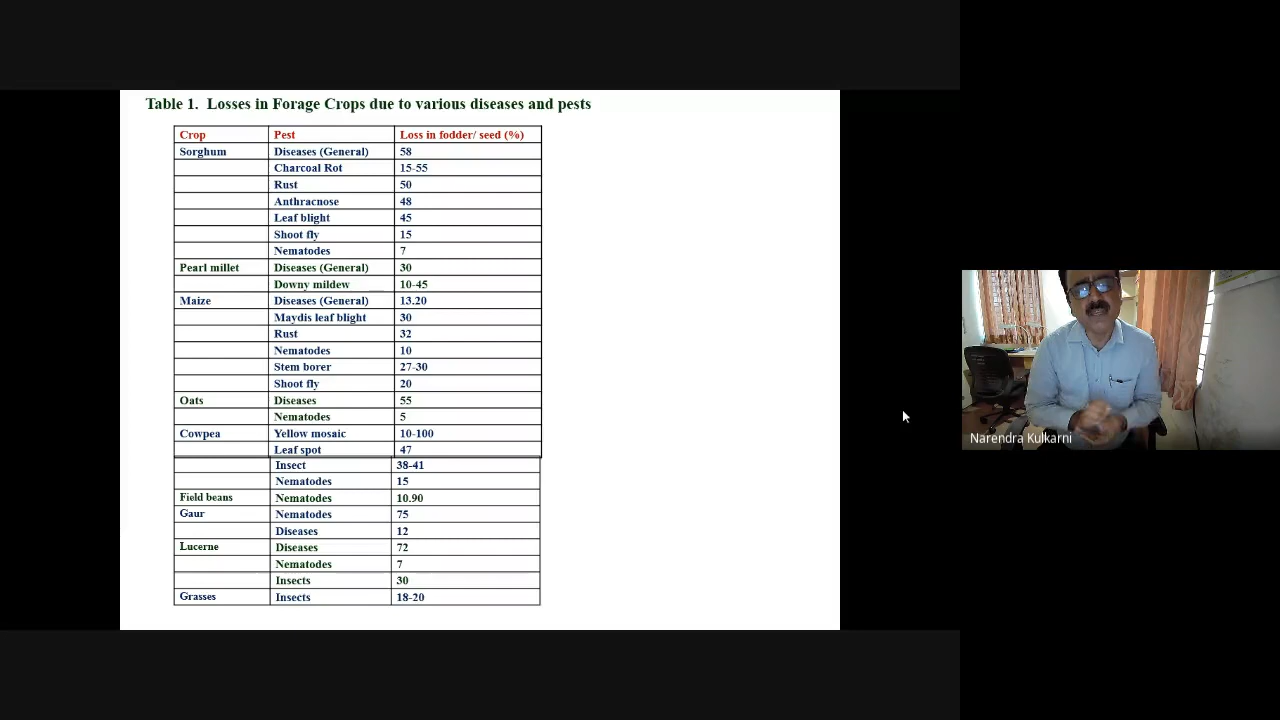 Table 1. Losses in Forage Crops due to various diseases and pests
Crop Pest Loss in fodder/ seed (%)
Sorghum Diseases (General) 58
Charcoal Rot 15-55
Rust 50
Anthracnose 48
Leaf blight 45
Shoot fly 15
Nematodes 7
Pearl millet Diseases (General) 30
Downy mildew 10-45
Maize Diseases (General) 13.20
Maydis leaf blight 30
Rust 32
Nematodes 10
Stem borer 27-30
Shoot fly 20
Oats Diseases 55
Nematodes 5
Cowpea Yellow mosaic 10-100
Leaf spot 47
Insect 38-41
Nematodes 15
Field beans Nematodes 10.90
Gaur Nematodes 75
Diseases 12
Lucerne Diseases 72
Nematodes 7
Insects 30
Grasses Insects 18-20
Narendra Kulkarni